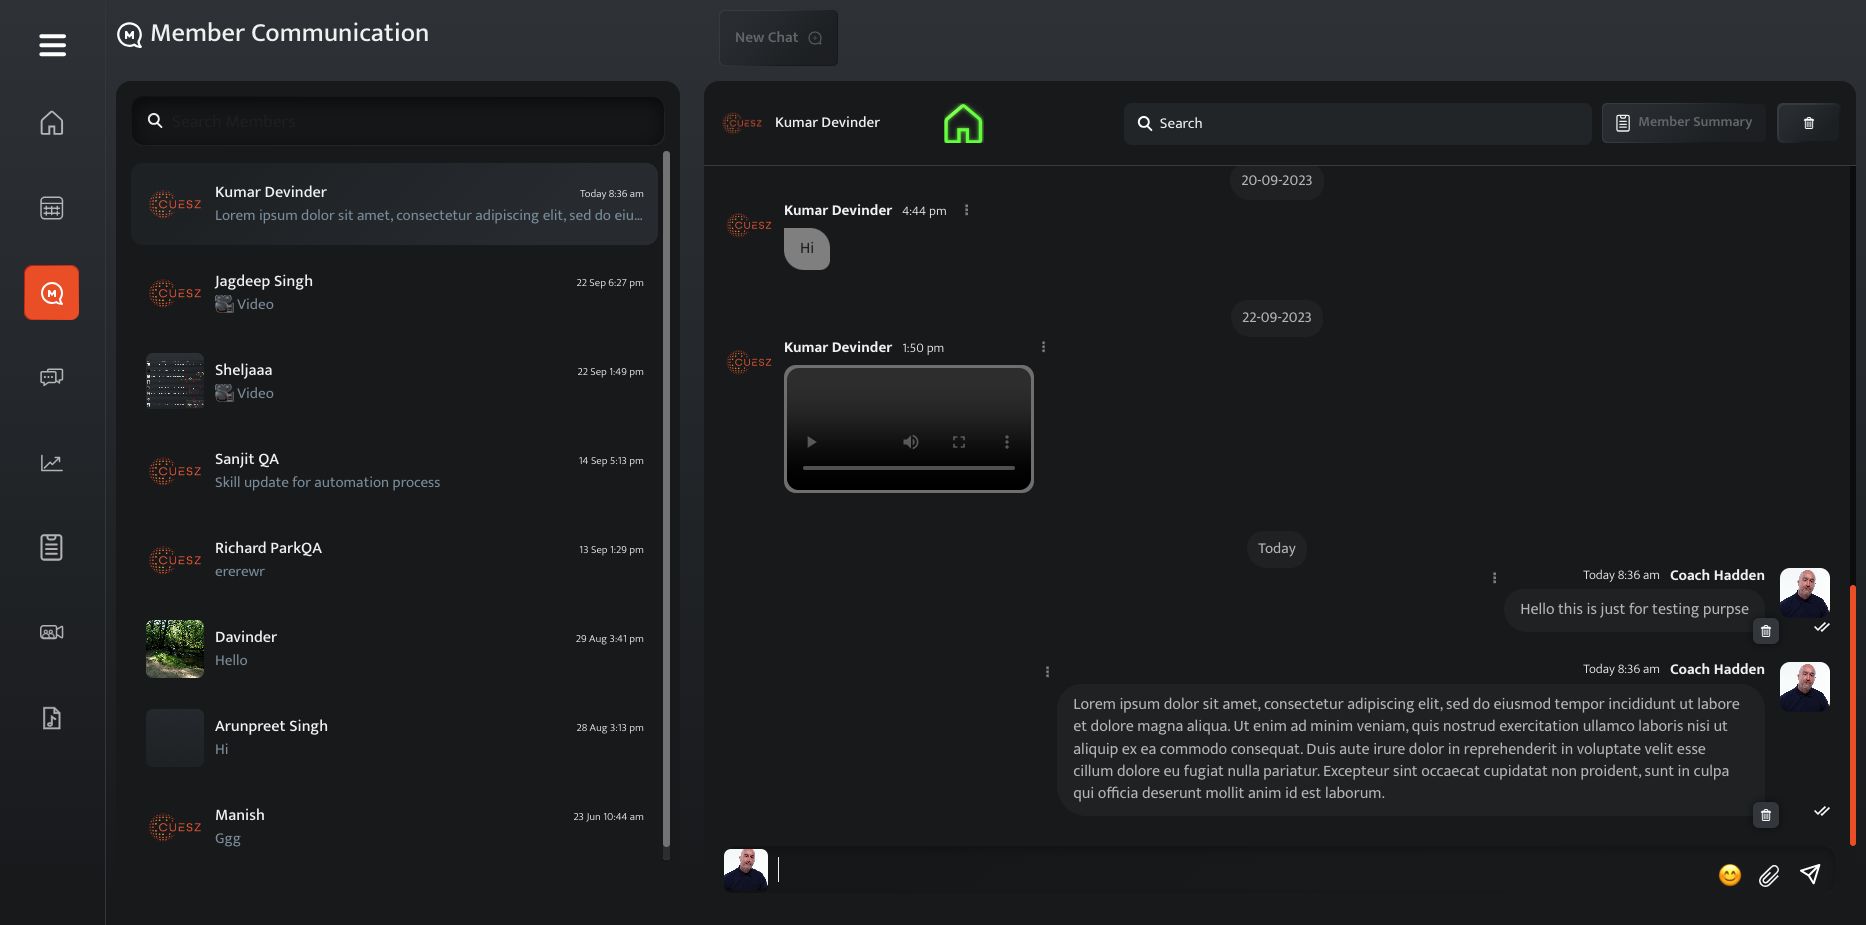 Member Communication
New Chat
Search Members
Kumar Devinder
Search
Member Summary
CUESZ
Kumar Devinder
Today 8:36 am
Lorem ipsum dolor sit amet, consectetur adipiscing elit, sed do eiu...
CUESZ
Jagdeep Singh
22 Sep 6:27 pm
Video
CUESZ
Sheljaaa
22 Sep 1:49 pm
Video
Sanjit QA
14 Sep 5:13 pm
Skill update for automation process
CUESZ
Richard ParkQA
13 Sep 1:29 pm
ererewr
CUESZ
Davinder
29 Aug 3:41 pm
Hello
Arunpreet Singh
28 Aug 3:13 pm
Hi
Manish
23 Jun 10:44 am
Ggg
CUESZ
CUESZ
20-09-2023
Kumar Devinder 4:44 pm
CUESZ
Hi
22-09-2023
Kumar Devinder 1:50 pm
CUESZ
Today
Today 8:36 am Coach Hadden
Hello this is just for testing purpse
Today 8:36 am Coach Hadden
Lorem ipsum dolor sit amet, consectetur adipiscing elit, sed do eiusmod tempor incididunt ut labore
et dolore magna aliqua. Ut enim ad minim veniam, quis nostrud exercitation ullamco laboris nisi ut
aliquip ex ea commodo consequat. Duis aute irure dolor in reprehenderit in voluptate velit esse
cillum dolore eu fugiat nulla pariatur. Excepteur sint occaecat cupidatat non proident, sunt in culpa
qui officia deserunt mollit anim id est laborum.